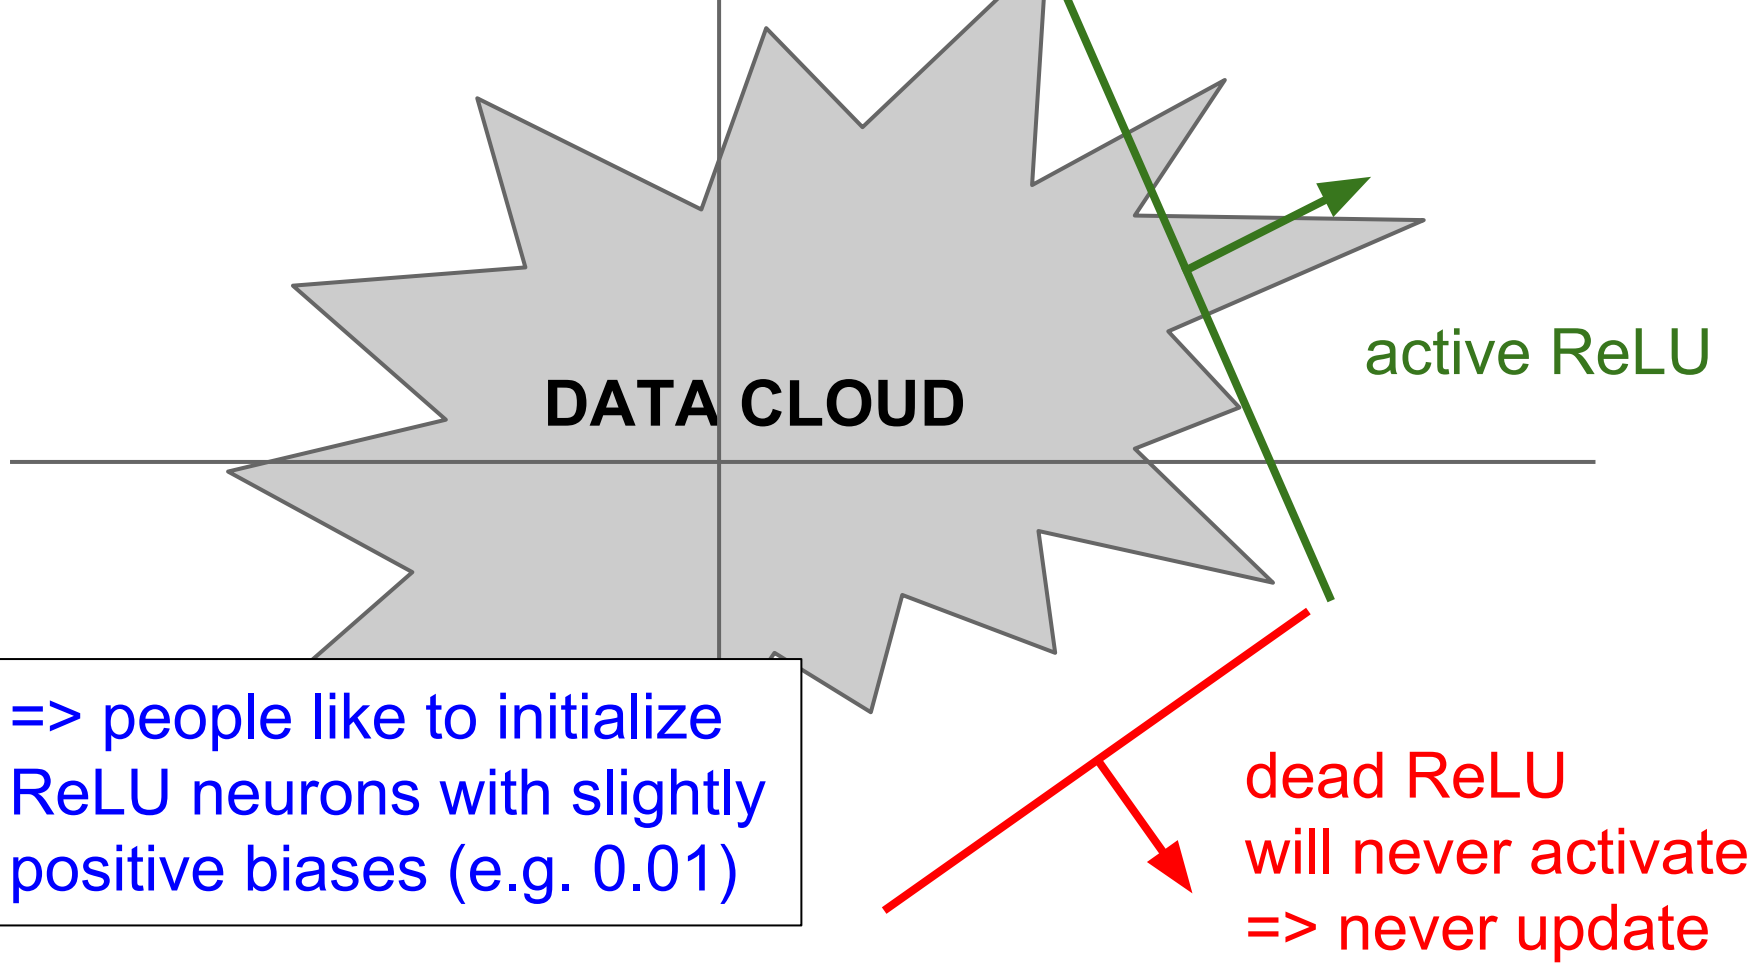 active ReLU
DATA CLOUD
=> people like to initialize
ReLU neurons with slightly
positive biases (e.g. 0.01)
dead ReLU
will never activate
=> never update